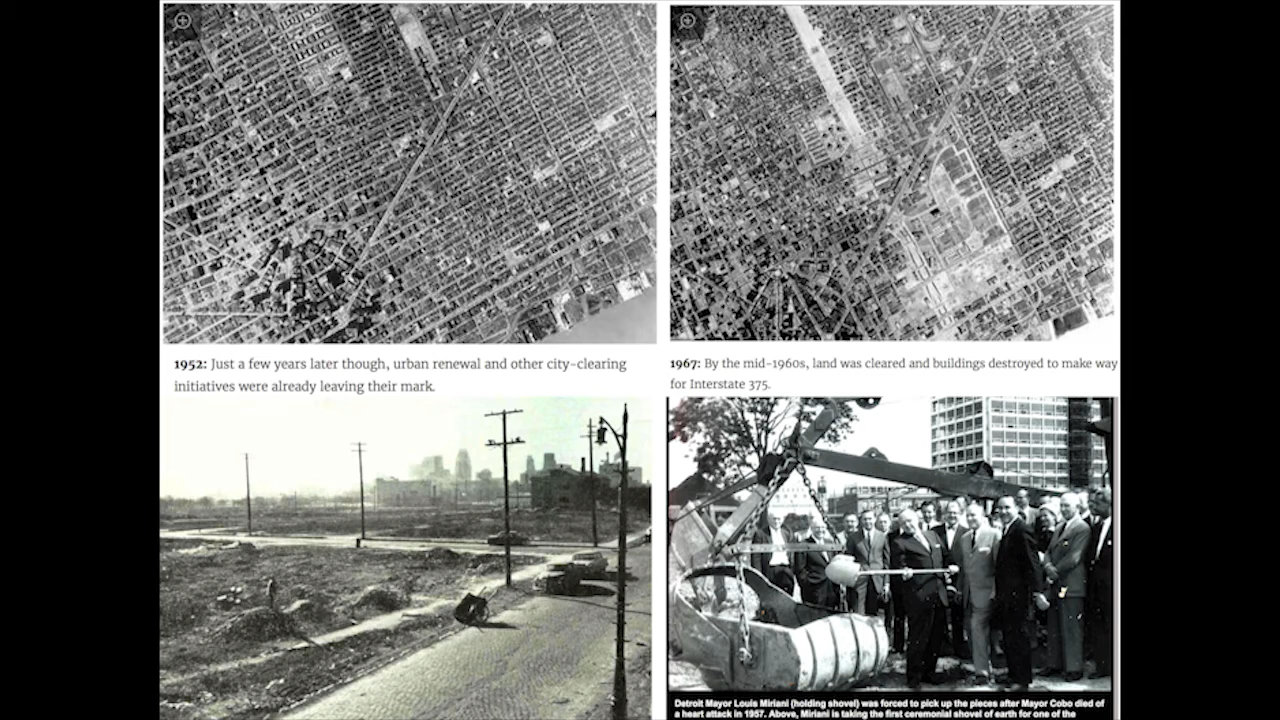 1952: Just a few years later though, urban renewal and other city-clearing
initiatives were already leaving their mark.
1967: By the mid-1960s, land was cleared and buildings destroyed to make way
for Interstate 375.
Detroit Mayor Louis Miriani (holding shovel) was forced to pick up the pieces after Mayor Cobo died of
a heart attack in 1957. Above, Miriani is taking the first ceremonial shovel of earth for one of the